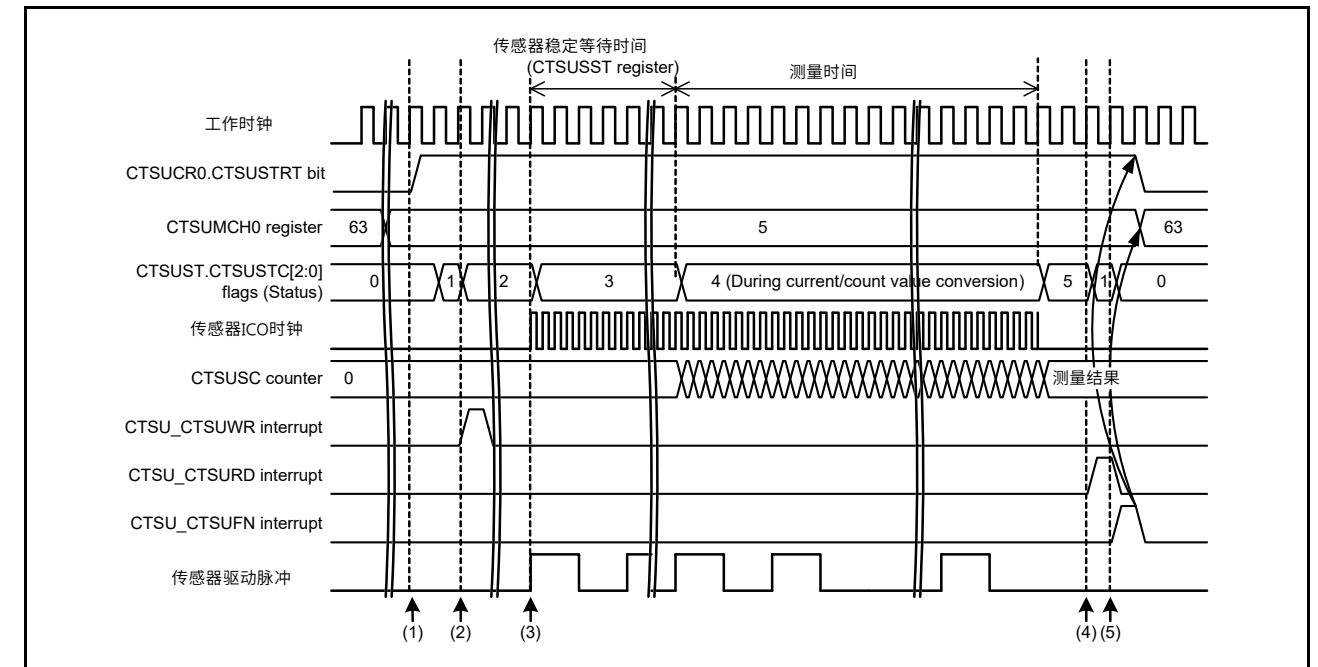 传感器稳定等待时间
(CTSUSST register)
测量时间
工作时钟
CTSUCR0.CTSUSTRT bit
CTSUMCH0 register
63
5
63
CTSUST.CTSUSTC[2:0]
flags (Status)
0
1
2
3
4 (During current/count value conversion)
5
1
0
传感器ICO时钟
CTSUSC counter
0
测量结果
CTSU_CTSUWR interrupt
CTSU_CTSURD interrupt
CTSU_CTSUFN interrupt
传感器驱动脉冲
(1)
(2)
(3)
(4)
(5)